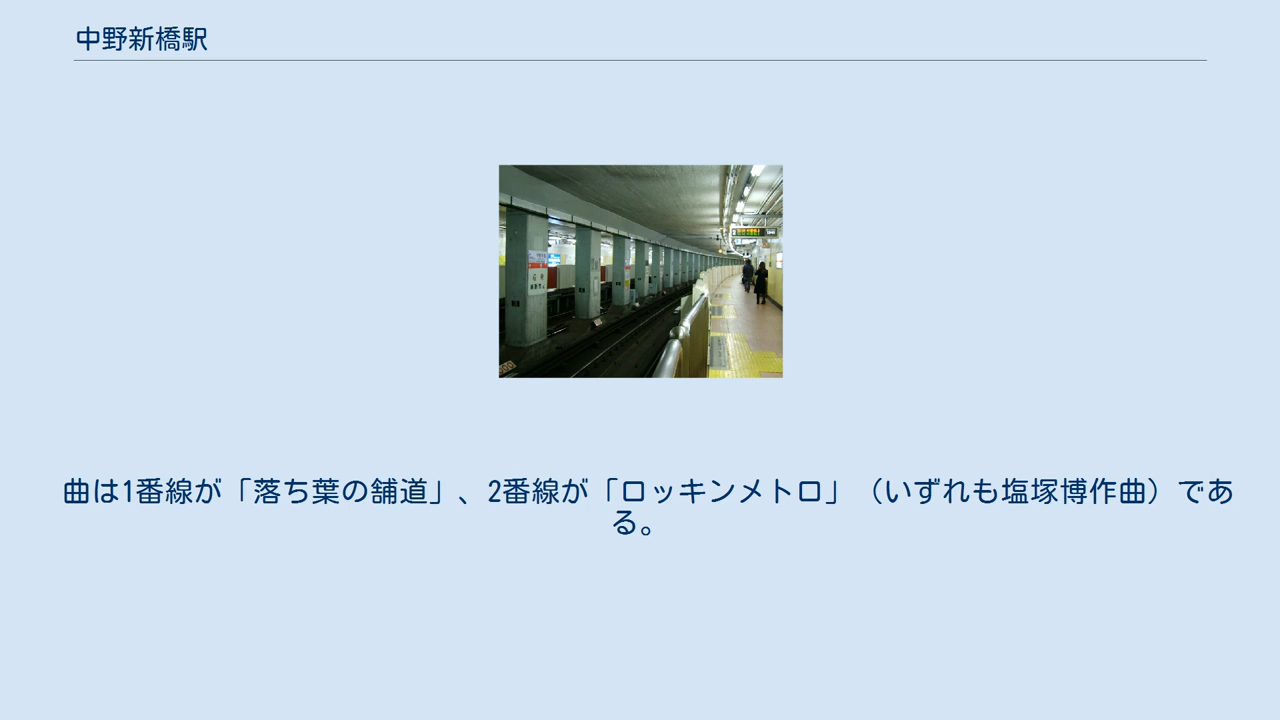 中野新橋駅
曲は1番線が「落ち葉の舗道」、2番線が「ロッキンメトロ」（いずれも塩塚博作曲）であ
る。